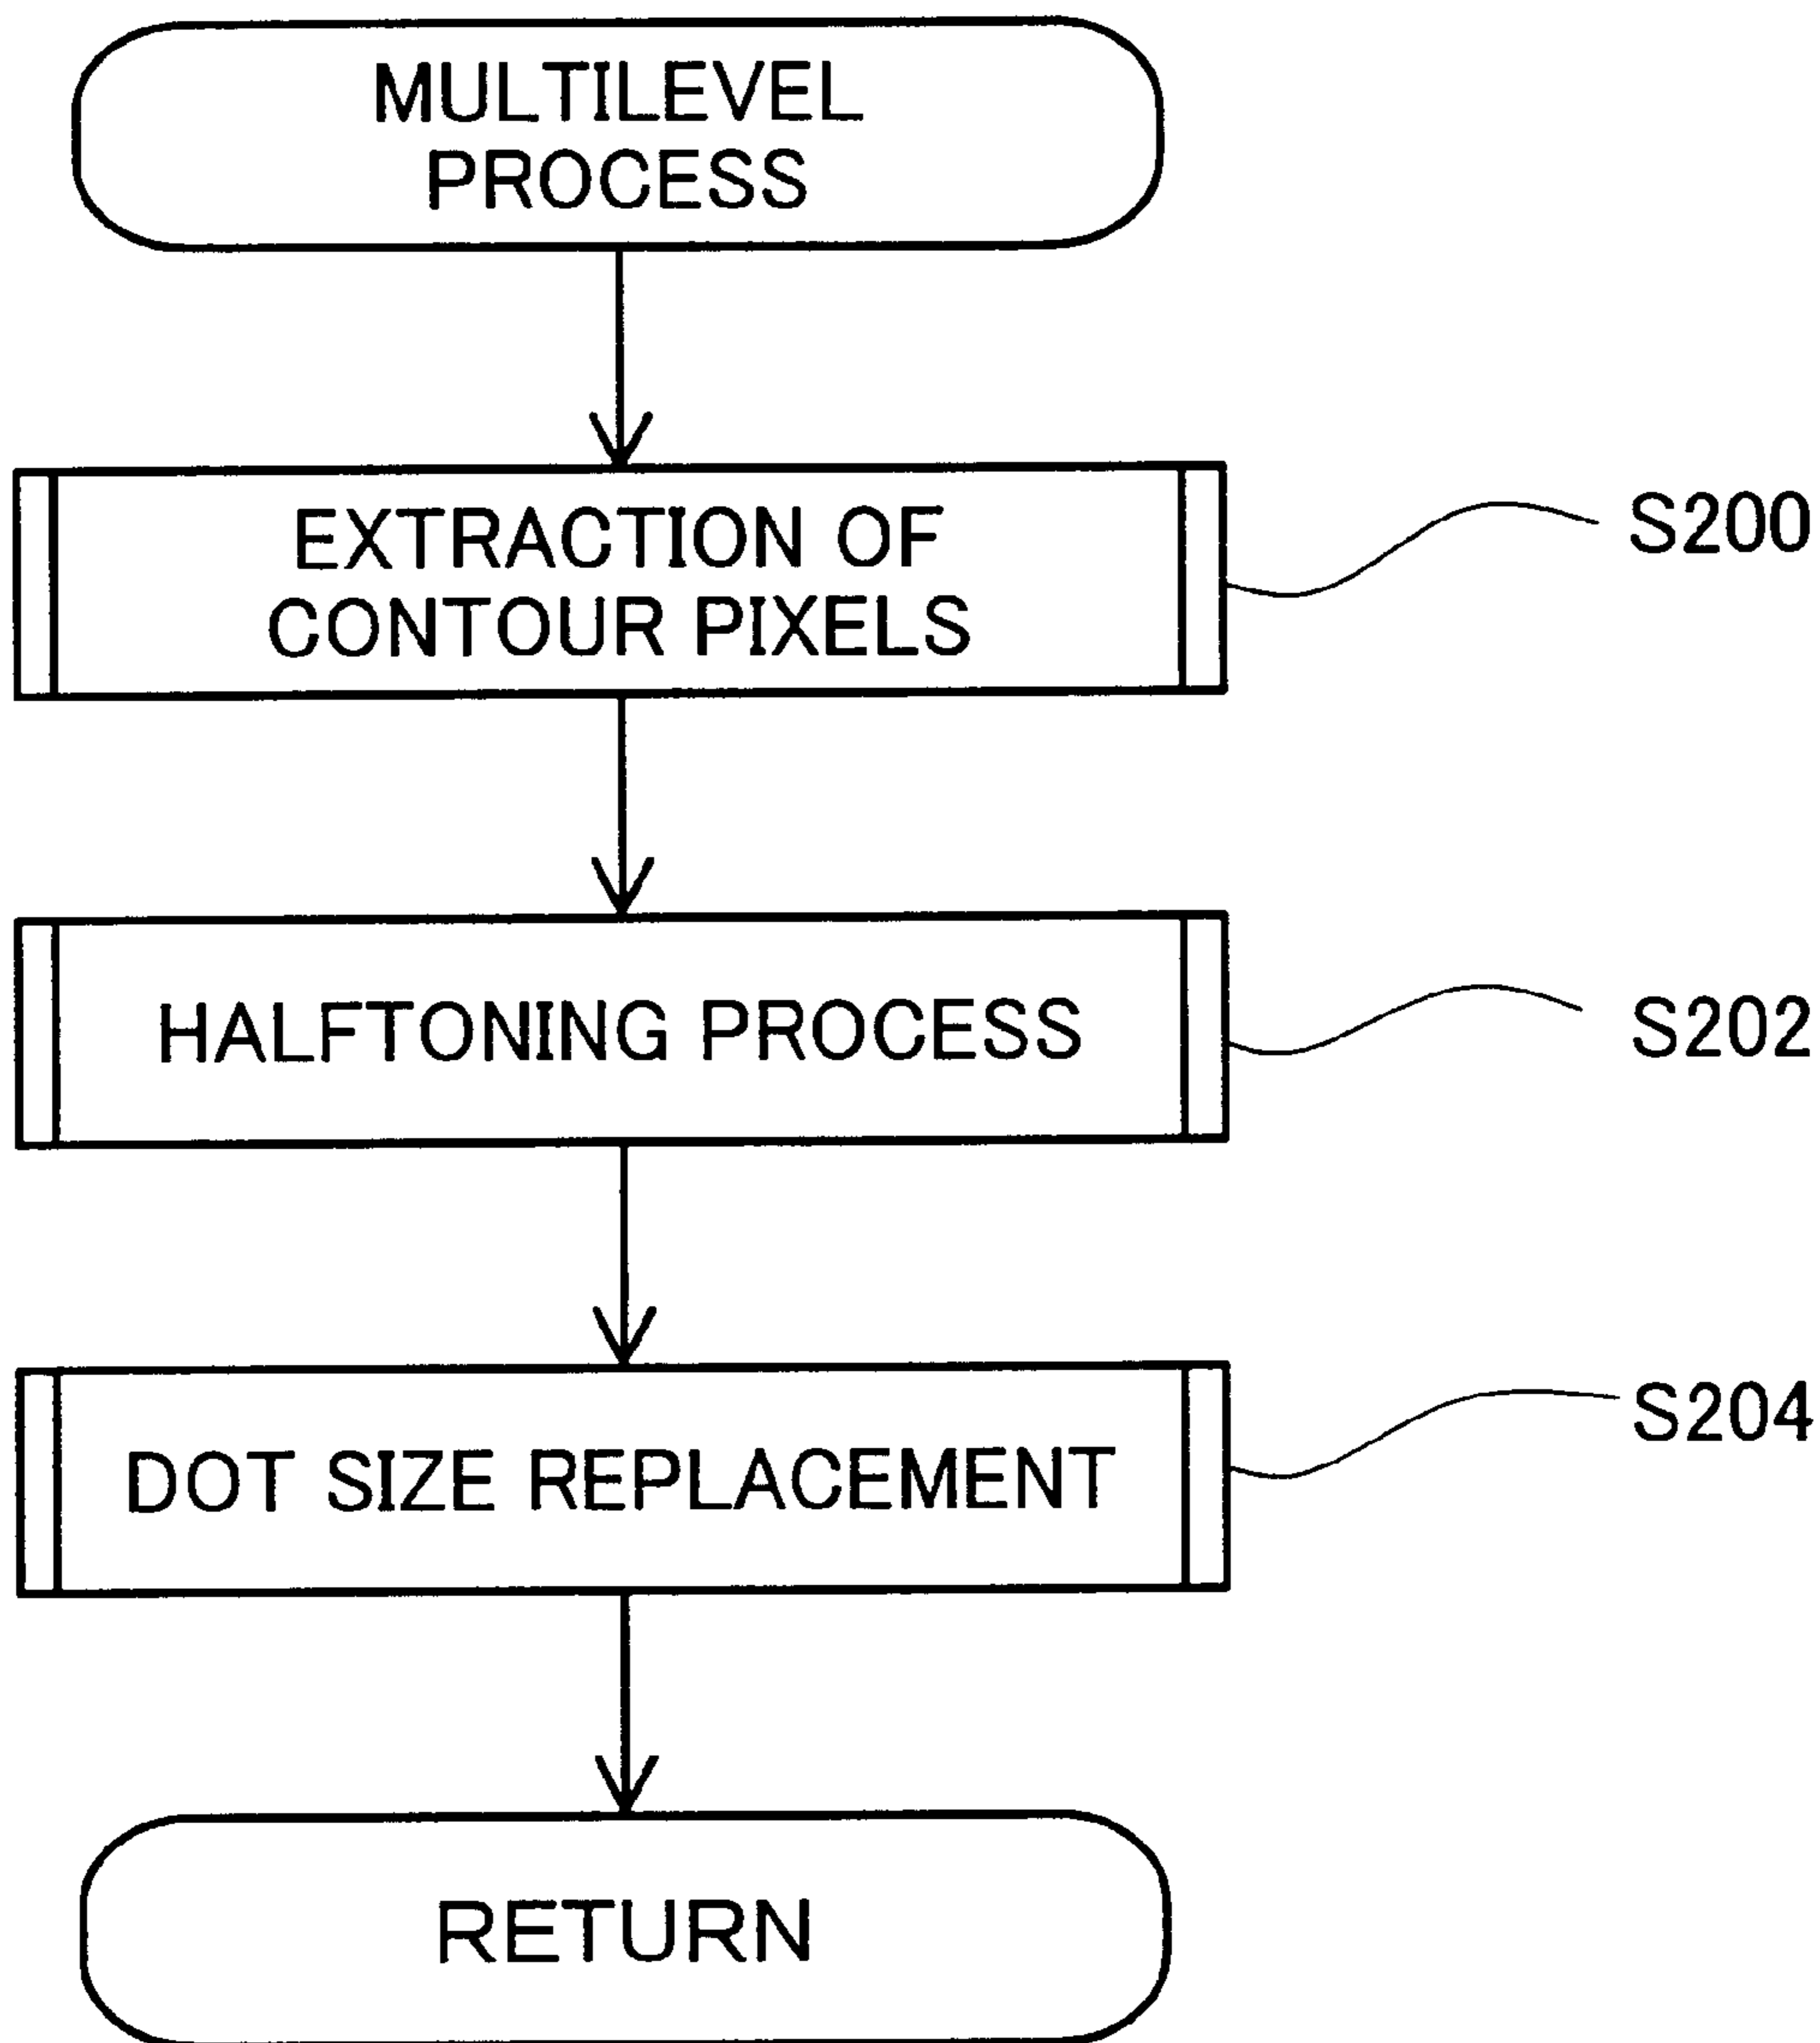 MULTILEVEL
PROCESS
EXTRACTION OF
CONTOUR PIXELS
S200
HALFTONING PROCESS
S202
DOT SIZE REPLACEMENT
S204
RETURN